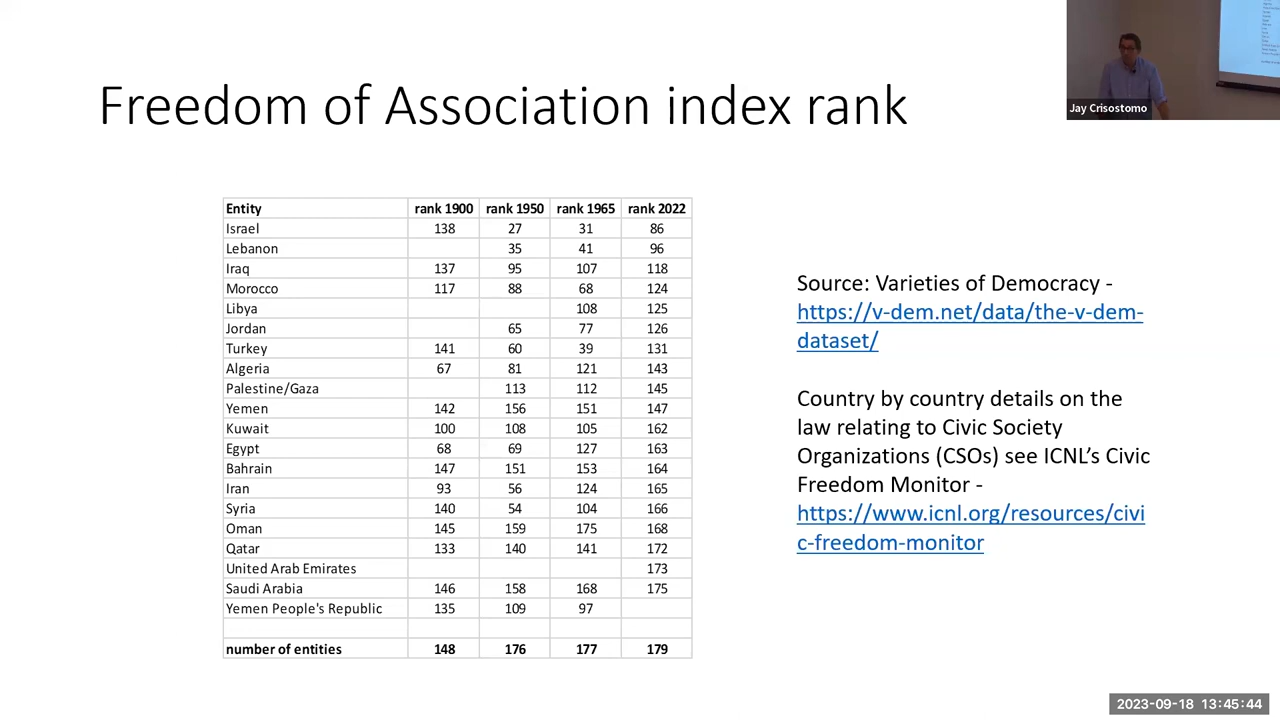 Freedom of Association index rank
Jay Crisostomo
Entity rank 1900 rank 1950 rank 1965 rank 2022
Israel 138 27 31 86
Lebanon 35 41 96
Iraq 137 95 107 118
Morocco 117 88 68 124
Libya 108 125
Jordan 65 77 126
Turkey 141 60 39 131
Algeria 67 81 121 143
Palestine/Gaza 113 112 145
Yemen 142 156 151 147
Kuwait 100 108 105 162
Egypt 68 69 127 163
Bahrain 147 151 153 164
Iran 93 56 124 165
Syria 140 54 104 166
Oman 145 159 175 168
Qatar 133 140 141 172
United Arab Emirates 173
Saudi Arabia 146 158 168 175
Yemen People's Republic 135 109 97
number of entities 148 176 177 179
Source: Varieties of Democracy -
https://v-dem.net/data/the-v-dem-
dataset/
Country by country details on the
law relating to Civic Society
Organizations (CSOs) see ICNL's Civic
Freedom Monitor -
https://www.icnl.org/resources/civi
c-freedom-monitor
2023-09-18 13:45:44